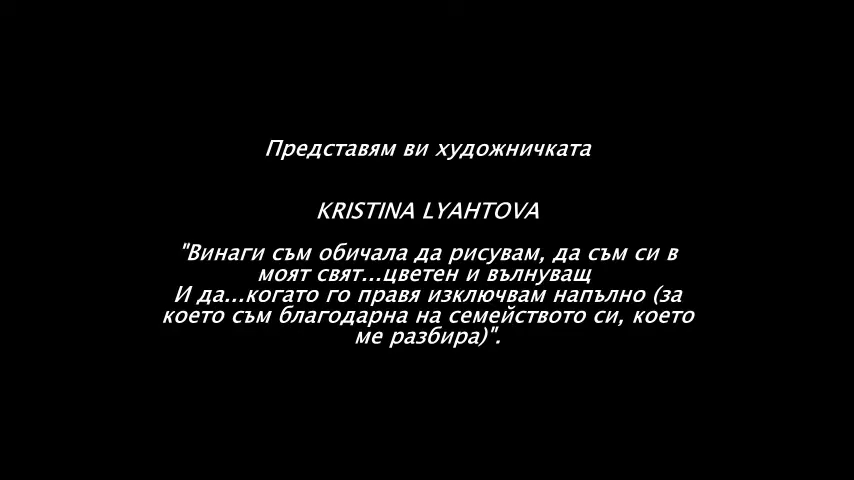 Представям ви художничката
KRISTINA LYAHTOVA
"Винаги съм обичала да рисувам, да съм си в
моят свят...цветен и вълнуващ
И да...когато го правя изключвам напълно (за
което съм благодарна на семейството си, което
ме разбира)".